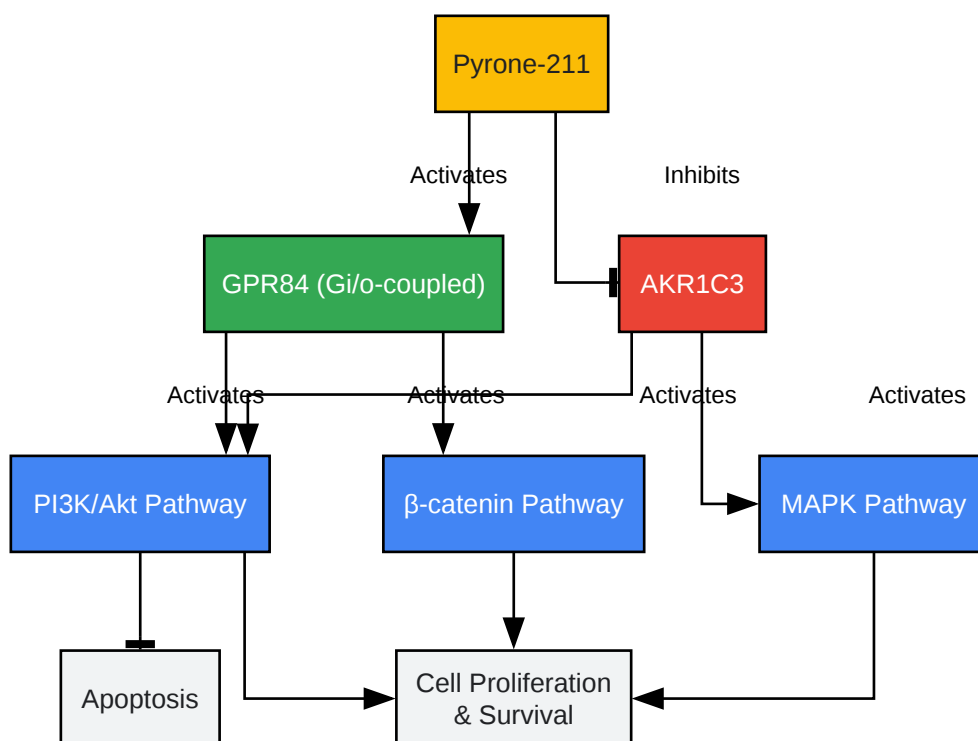 Pyrone-211
Activates
Inhibits
GPR84 (Gi/o-coupled)
AKR1C3
Activates
Activates
Activates
Activates
PI3K/Akt Pathway
β-catenin Pathway
MAPK Pathway
Apoptosis
Cell Proliferation
& Survival